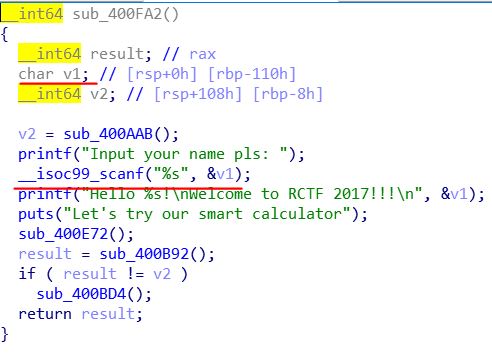 __int64 sub_400FA2()
{
__int64 result; // rax
char v1; // [rsp+0h] [rbp-110h]
__int64 v2; // [rsp+108h] [rbp-8h]
v2 = sub_400AAB();
printf("Input your name pls: ");
__isoc99_scanf("%s", &v1);
printf("Hello %s!\nWelcome to RCTF 2017!!!\n", &v1);
puts("Let's try our smart calculator");
sub_400E72();
result = sub_400B92();
if ( result != v2 )
sub_400BD4();
return result;
}